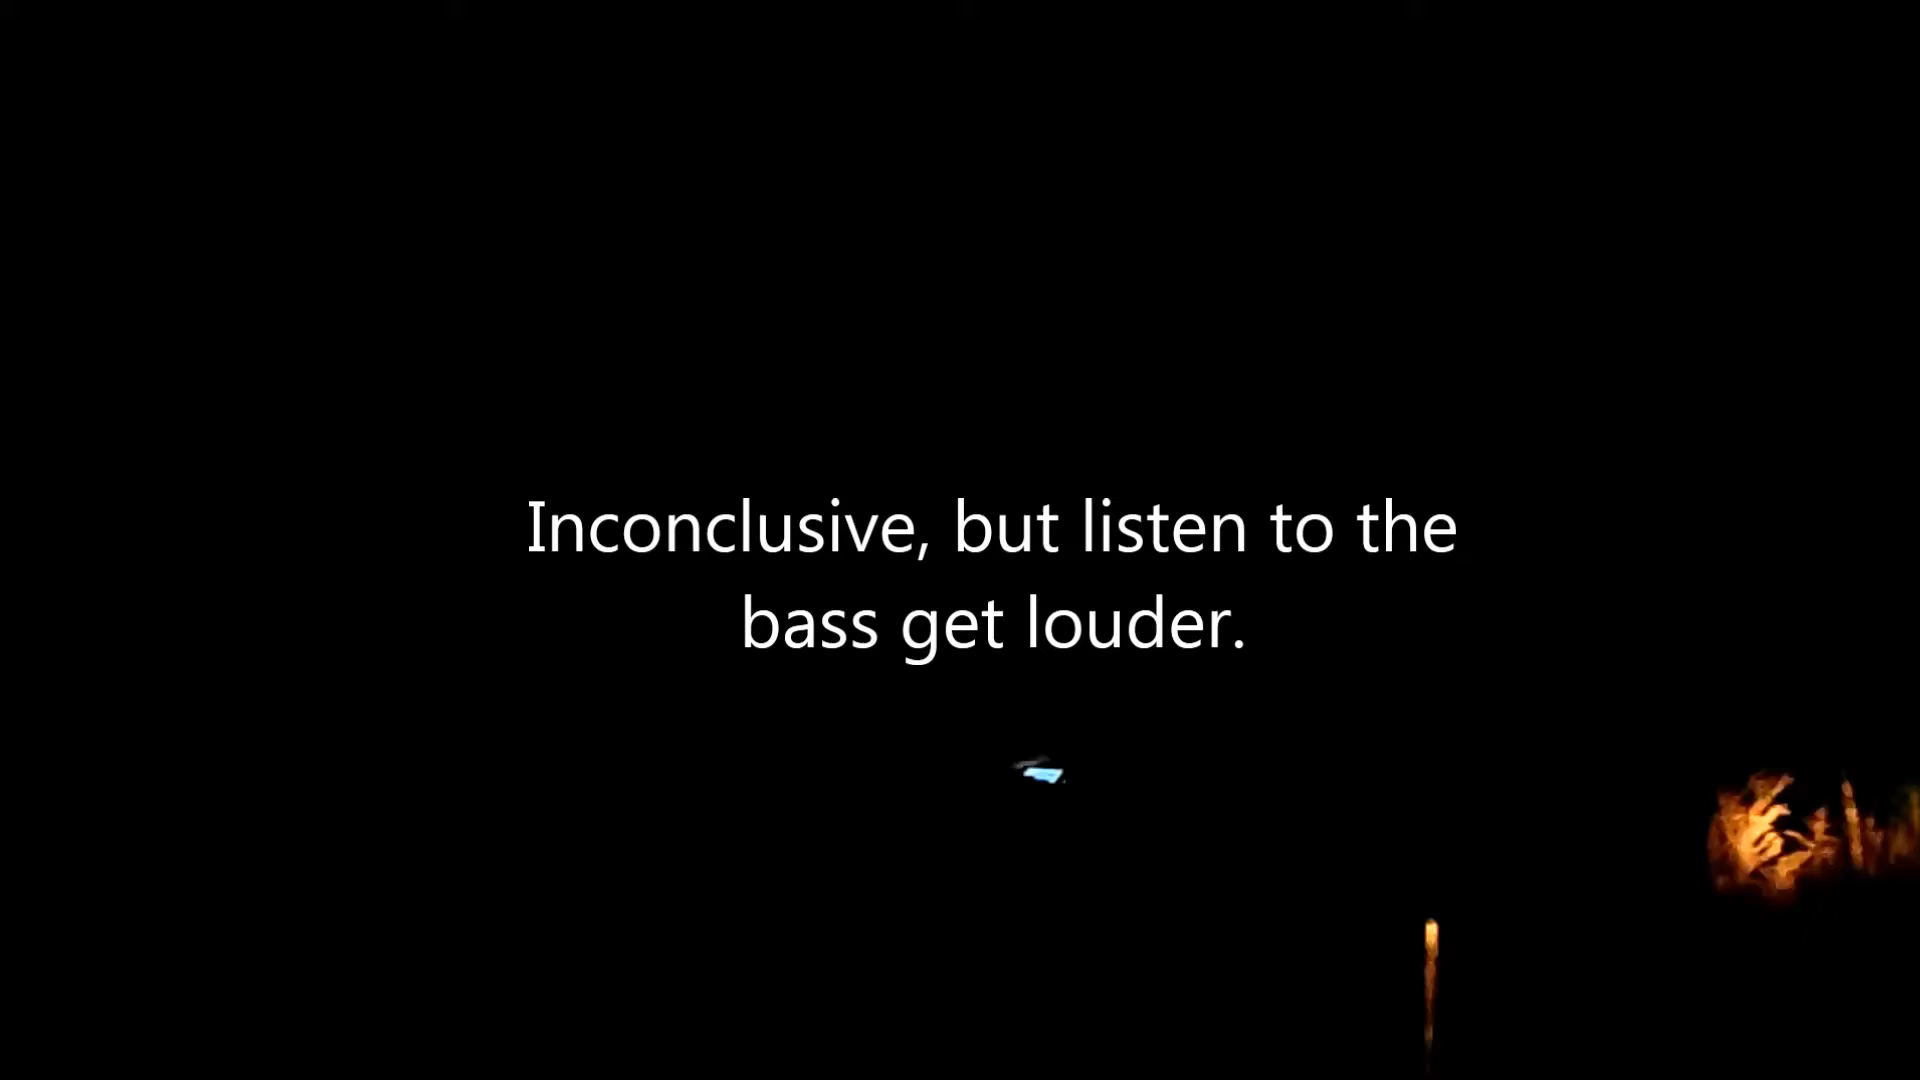 Inconclusive, but listen to the
bass get louder.